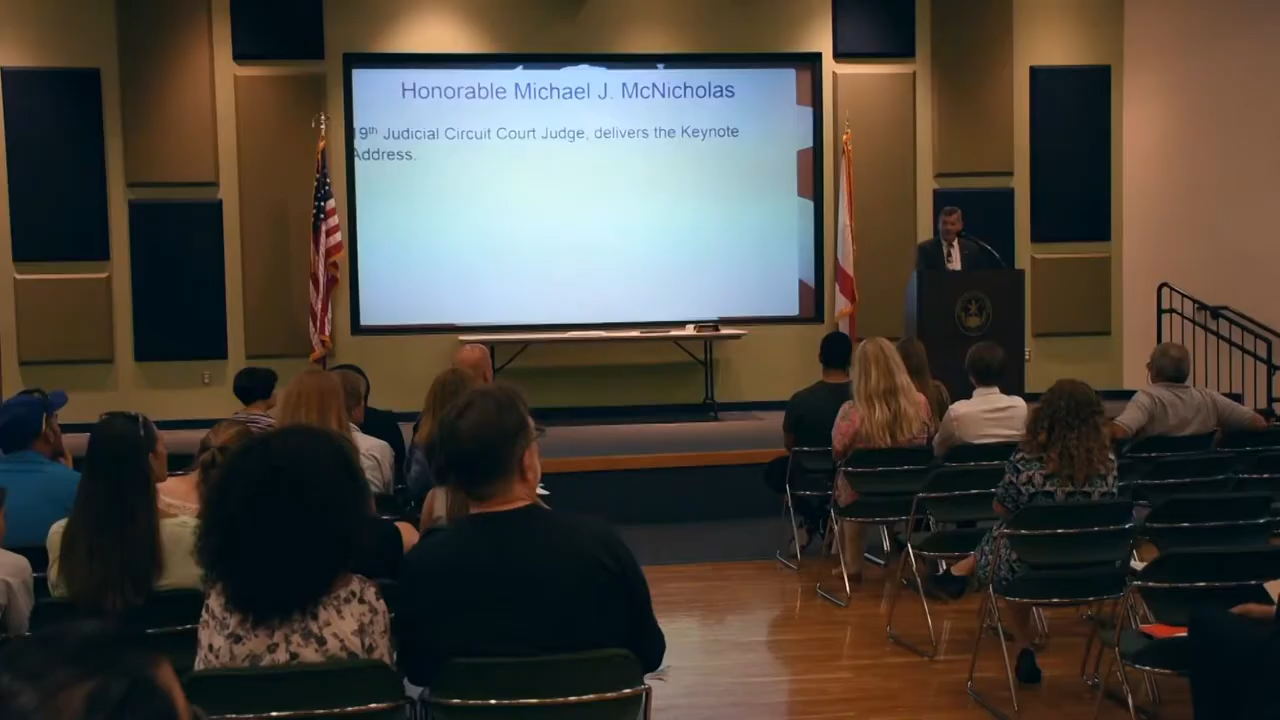 Honorable Michael J. McNicholas
19th Judicial Circuit Court Judge, delivers the Keynote
Address.